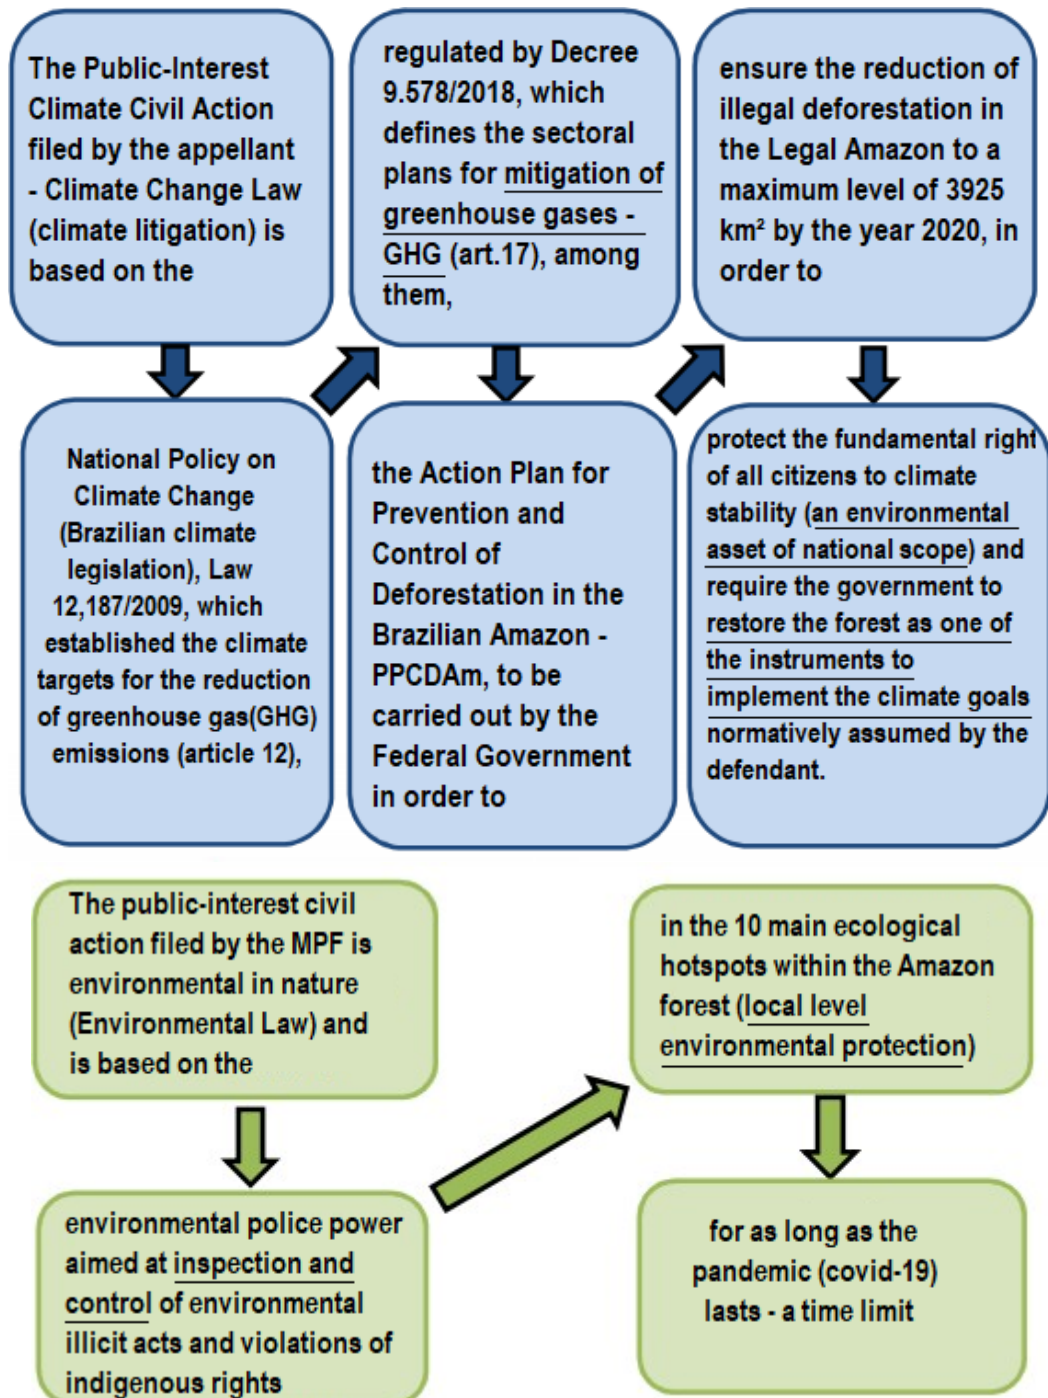 The Public-Interest
Climate Civil Action
filed by the appellant
- Climate Change Law
(climate litigation) is
based on the
National Policy on
Climate Change
(Brazilian climate
legislation), Law
12,187/2009, which
established the climate
targets for the reduction
of greenhouse gas(GHG)
emissions (article 12),
regulated by Decree
9.578/2018, which
defines the sectoral
plans for mitigation of
greenhouse gases -
GHG (art.17), among
them,
the Action Plan for
Prevention and
Control of
Deforestation in the
Brazilian Amazon -
PPCDAm, to be
carried out by the
Federal Government
in order to
ensure the reduction of
illegal deforestation in
the Legal Amazon to a
maximum level of 3925
km² by the year 2020, in
order to
protect the fundamental right
of all citizens to climate
stability (an environmental
asset of national scope) and
require the government to
restore the forest as one of
the instruments to
implement the climate goals
normatively assumed by the
defendant.
The public-interest civil
action filed by the MPF is
environmental in nature
(Environmental Law) and
is based on the
environmental police power
aimed at inspection and
control of environmental
illicit acts and violations of
indigenous rights
in the 10 main ecological
hotspots within the Amazon
forest (local level
environmental protection)
for as long as the
pandemic (covid-19)
lasts - a time limit